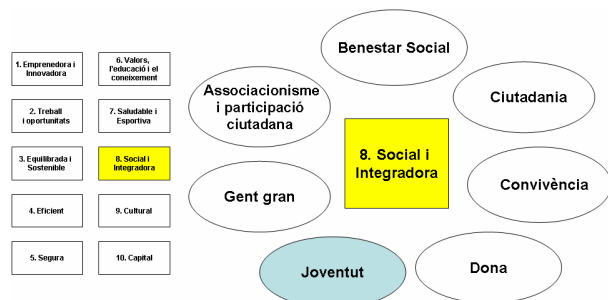 1. Emprenedora i
Innovadora
6. Valors,
l'educació i el
coneixement
2. Treball
i oportunitats
7. Saludable i
Esportiva
3. Equilibrada i
Sostenible
8. Social i
Integradora
4. Eficient
9. Cultural
5. Segura
10. Capital
Benestar Social
Associacionisme
i participació
ciutadana
Ciutadania
8. Social i
Integradora
Gent gran
Convivència
Joventut
Dona